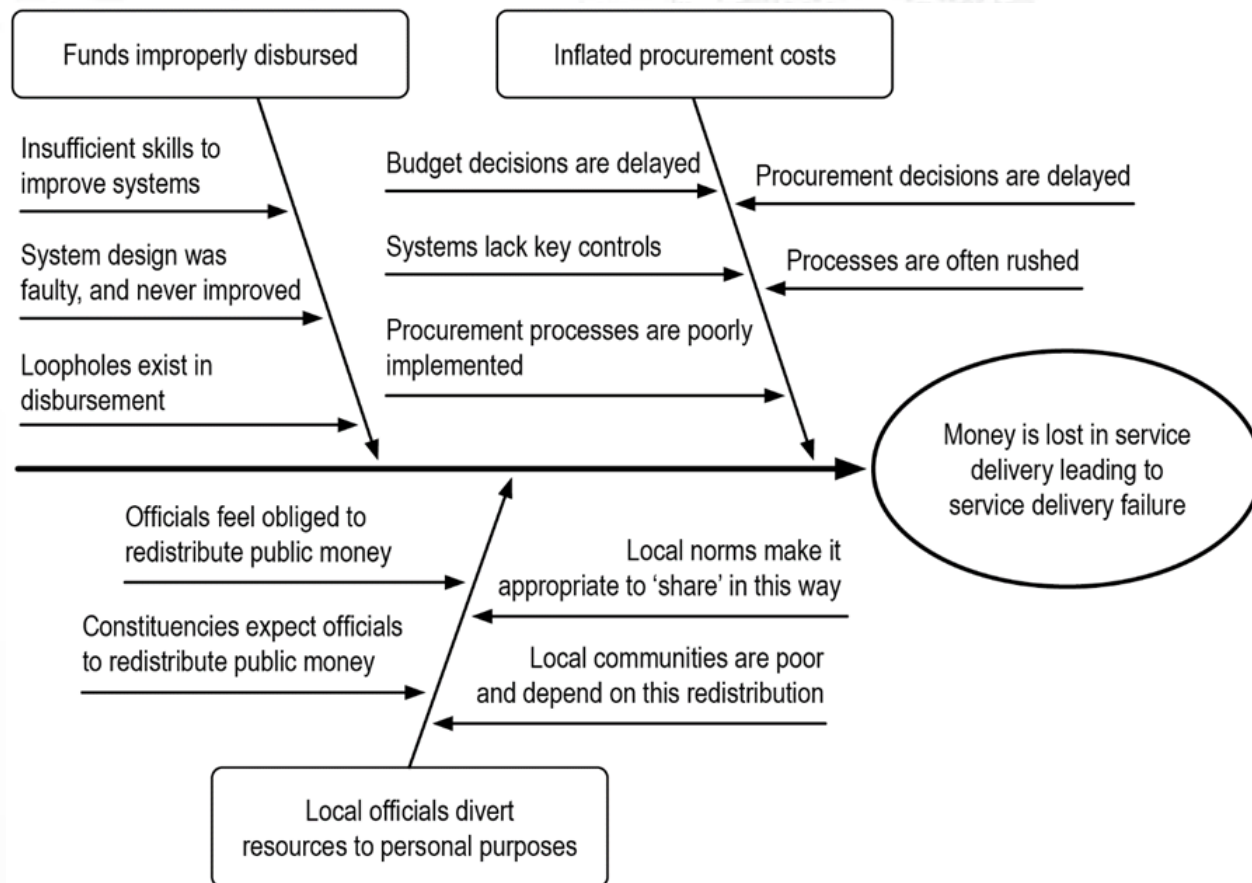 Funds improperly disbursed
Inflated procurement costs
Insufficient skills to
improve systems
System design was
faulty, and never improved
Loopholes exist in
disbursement
Budget decisions are delayed
Systems lack key controls
Procurement processes are poorly
implemented
Procurement decisions are delayed
Processes are often rushed
Money is lost in service
delivery leading to
service delivery failure
Officials feel obliged to
redistribute public money
Constituencies expect officials
to redistribute public money
Local norms make it
appropriate to ‘share’ in this way
Local communities are poor
and depend on this redistribution
Local officials divert
resources to personal purposes